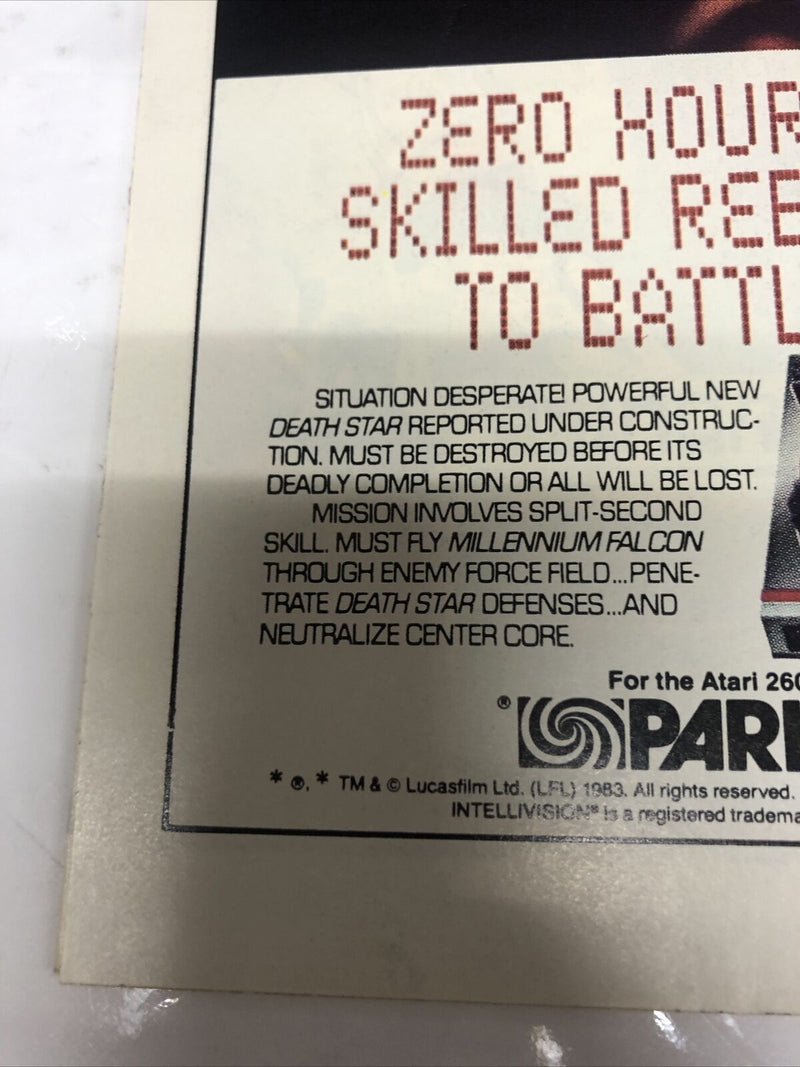 ZERO HOUR
SKILLED REE
TO BATTL
SITUATION DESPERATE! POWERFUL NEW
DEATH STAR REPORTED UNDER CONSTRUC-
TION. MUST BE DESTROYED BEFORE ITS
DEADLY COMPLETION OR ALL WILL BE LOST.
MISSION INVOLVES SPLIT-SECOND
SKILL. MUST FLY MILLENNIUM FALCON
THROUGH ENEMY FORCE FIELD...PENE-
TRATE DEATH STAR DEFENSES...AND
NEUTRALIZE CENTER CORE.
For the Atari 260
® PAR
* ®, * TM & © Lucasfilm Ltd. (LFL) 1983. All rights reserved.
INTELLIVISION® is a registered tradema